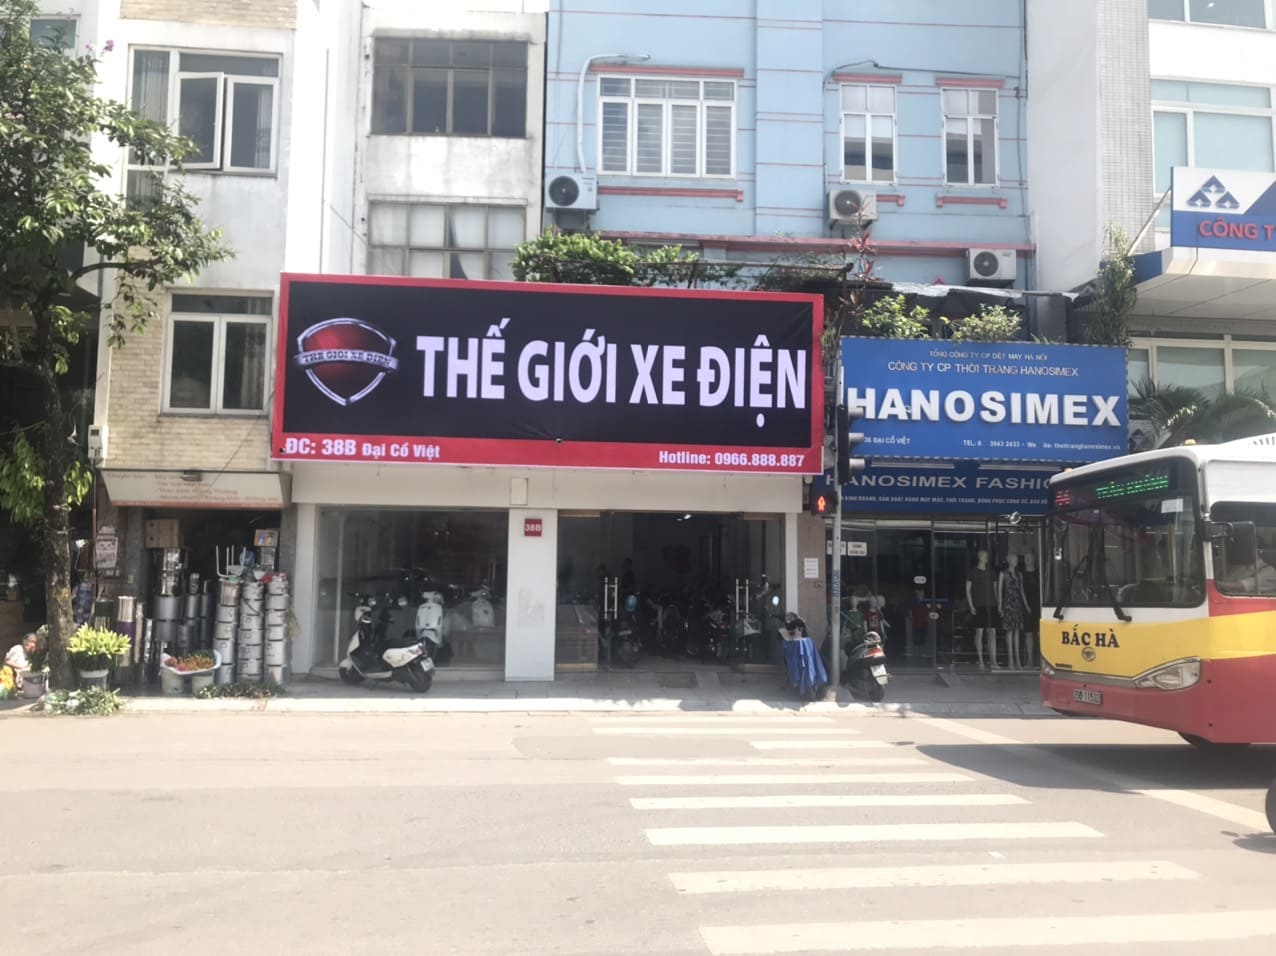 THE GIOI XE DIEN
THẾ GIỚI XE ĐIỆN
ĐC: 38B Đại Cồ Việt
Hotline: 0966.888.887
38B
TỔNG CÔNG TY CP DỆT MAY HÀ NỘI
CÔNG TY CP THỜI TRANG HANOSIMEX
HANOSIMEX
ĐẠI CỒ VIỆT
HANOSIMEX FASHIO
CÔNG T
BẮC HÀ